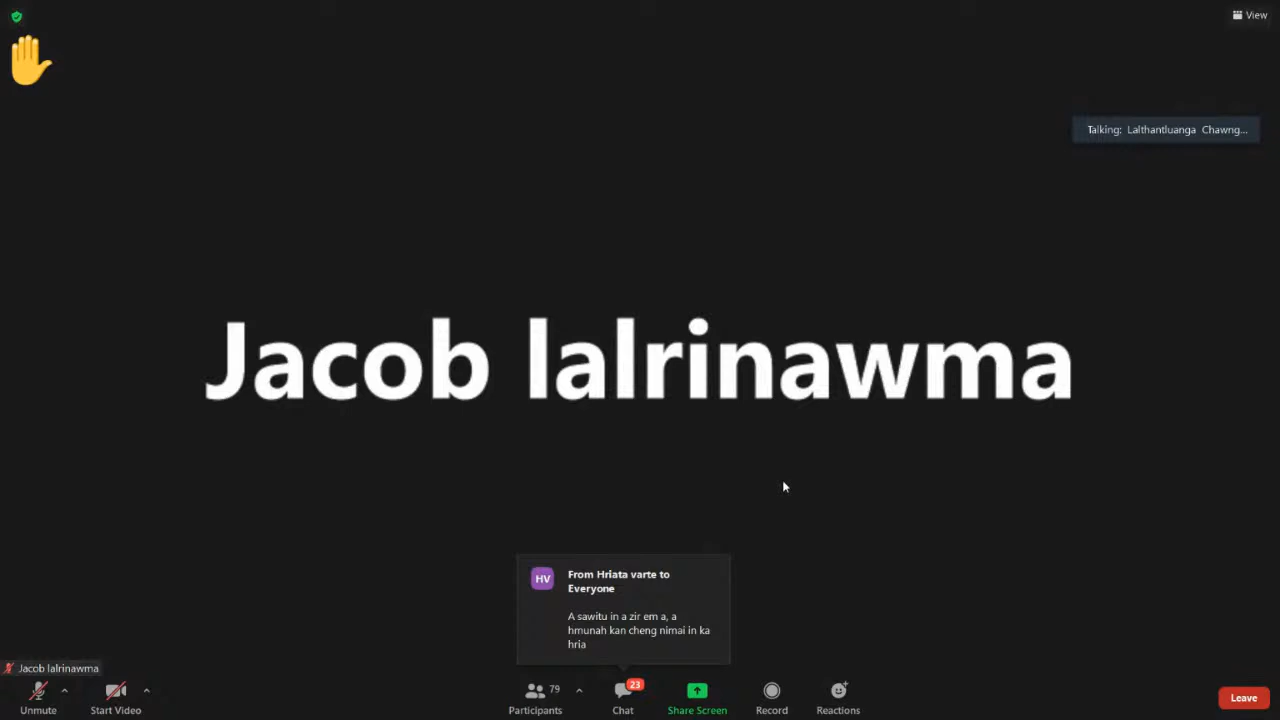 View
Talking: Lalthantluanga Chawng...
Jacob lalrinawma
HV
From Hriata varte to
Everyone
A sawitu in a zir em a, a
hmunah kan cheng nimai in ka
hria
Jacob lalrinawma
Unmute
Start Video
79
Participants
23
Chat
Share Screen
Record
Reactions
Leave